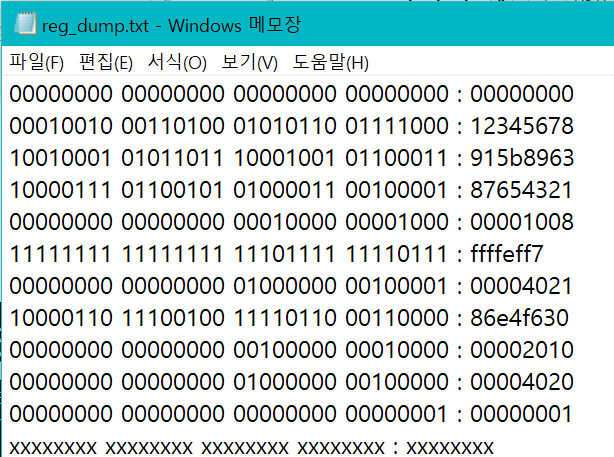 reg_dump.txt - Windows 메모장
파일(F) 편집(E) 서식(O) 보기(V) 도움말(H)
00000000 00000000 00000000 00000000 : 00000000
00010010 00110100 01010110 01111000 : 12345678
10010001 01011011 10001001 01100011 : 915b8963
10000111 01100101 01000011 00100001 : 87654321
00000000 00000000 00010000 00001000 : 00001008
11111111 11111111 11101111 11110111 : ffffeff7
00000000 00000000 01000000 00100001 : 00004021
10000110 11100100 11110110 00110000 : 86e4f630
00000000 00000000 00100000 00010000 : 00002010
00000000 00000000 01000000 00100000 : 00004020
00000000 00000000 00000000 00000001 : 00000001
xxxxxxxx xxxxxxxx xxxxxxxx xxxxxxxx : xxxxxxxx